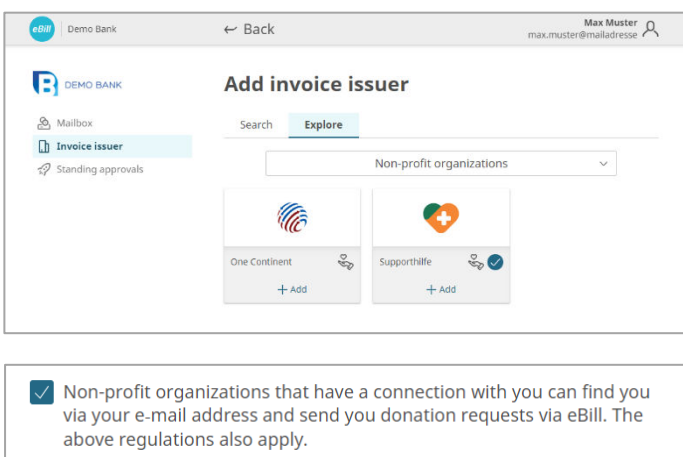 eBill Demo Bank ← Back Max Muster
max.muster@mailadresse
DEMO BANK
Add invoice issuer
Mailbox
Invoice issuer
Standing approvals
Search Explore
Non-profit organizations
One Continent Supporthilfe
+ Add + Add
Non-profit organizations that have a connection with you can find you
via your e-mail address and send you donation requests via eBill. The
above regulations also apply.